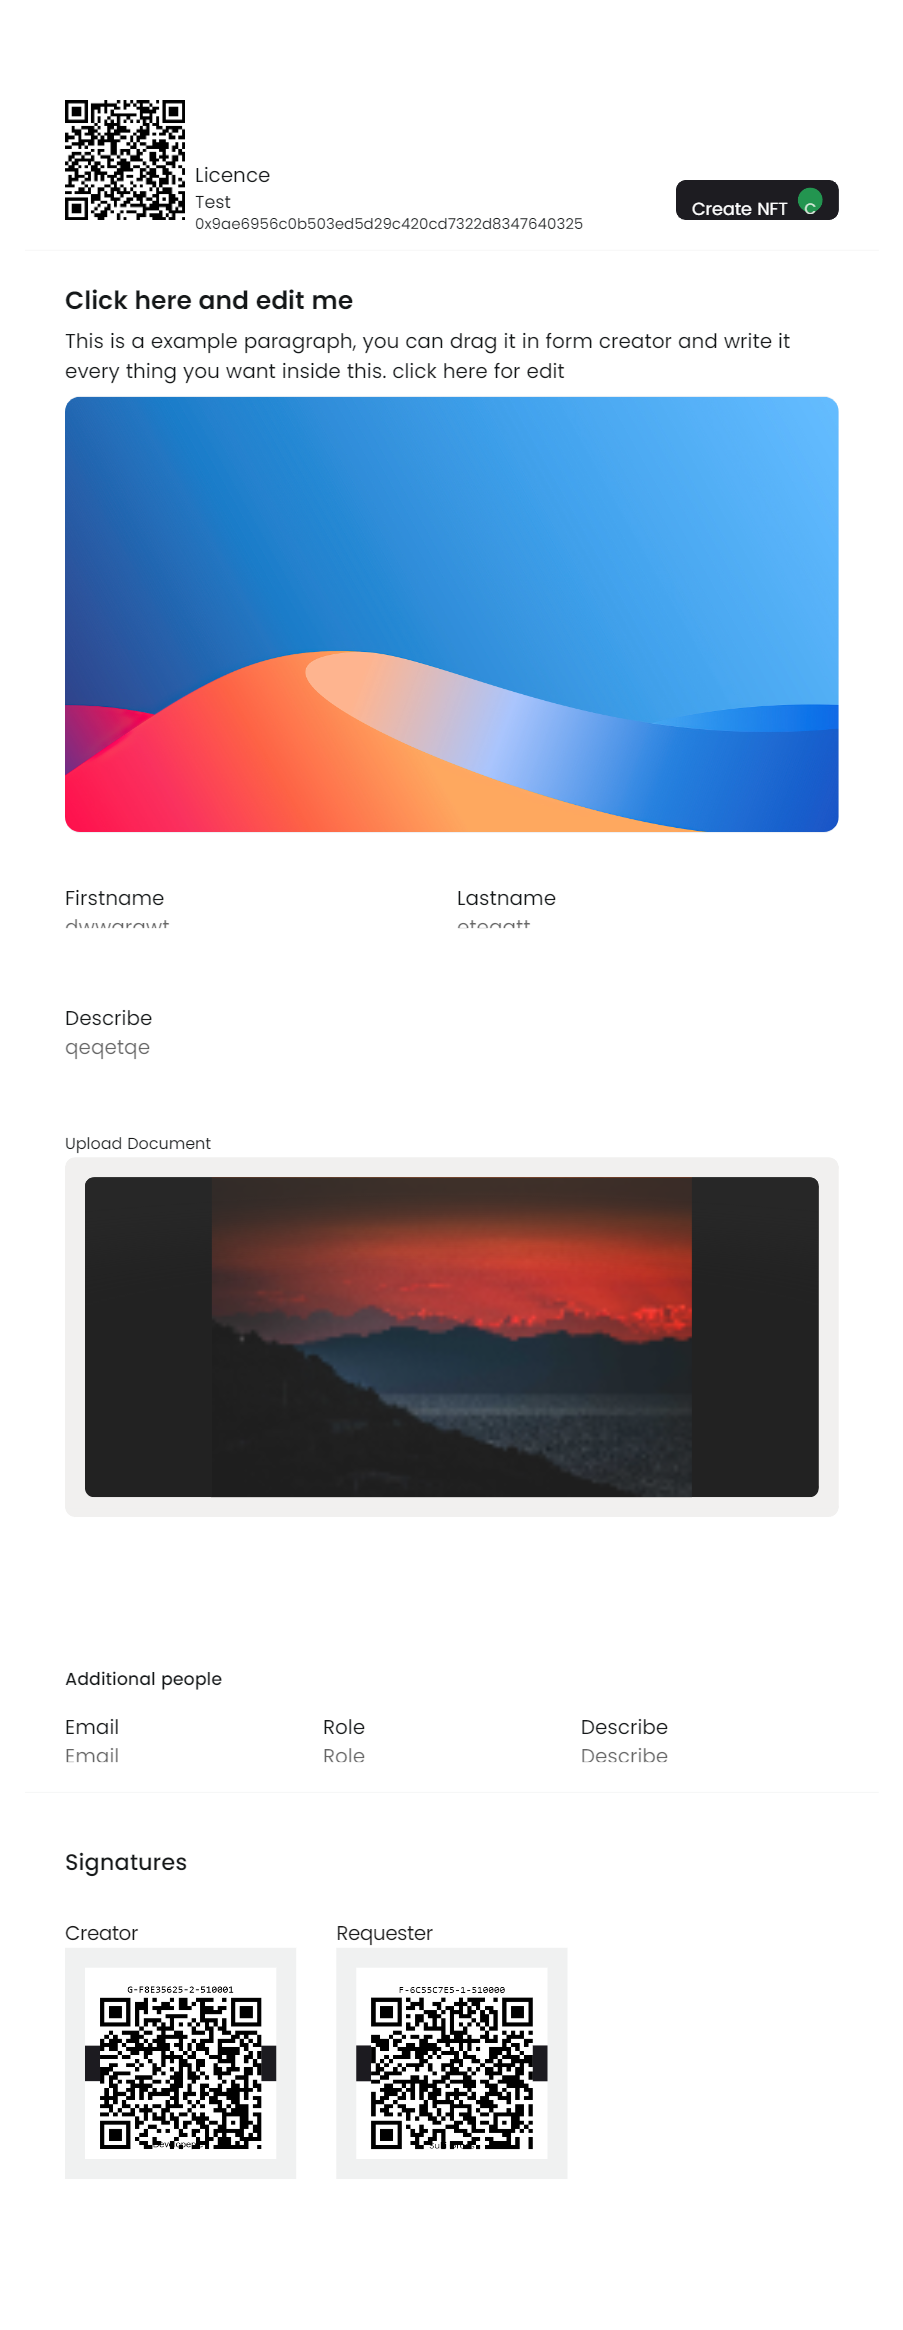 Licence
Test
0x9ae6956c0b503ed5d29c420cd7322d8347640325
Create NFT C
Click here and edit me
This is a example paragraph, you can drag it in form creator and write it
every thing you want inside this. click here for edit
Firstname
Lastname
Describe
qeqetqe
Upload Document
Additional people
Email
Role
Describe
Email
Role
Describe
Signatures
Creator
Requester
G-F8E35625-2-510001
F-6C55C7E5-1-510000